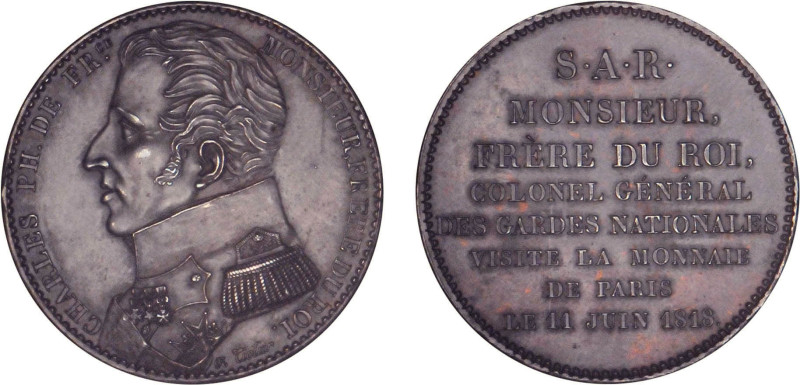 CHARLES PH. DE FR.CE MONSIEUR, FRERE DU ROI.
S·A·R·
MONSIEUR,
FRÈRE DU ROI,
COLONEL GÉNÉRAL
DES GARDES NATIONALES
VISITE LA MONNAIE
DE PARIS
LE 11 JUIN 1818.